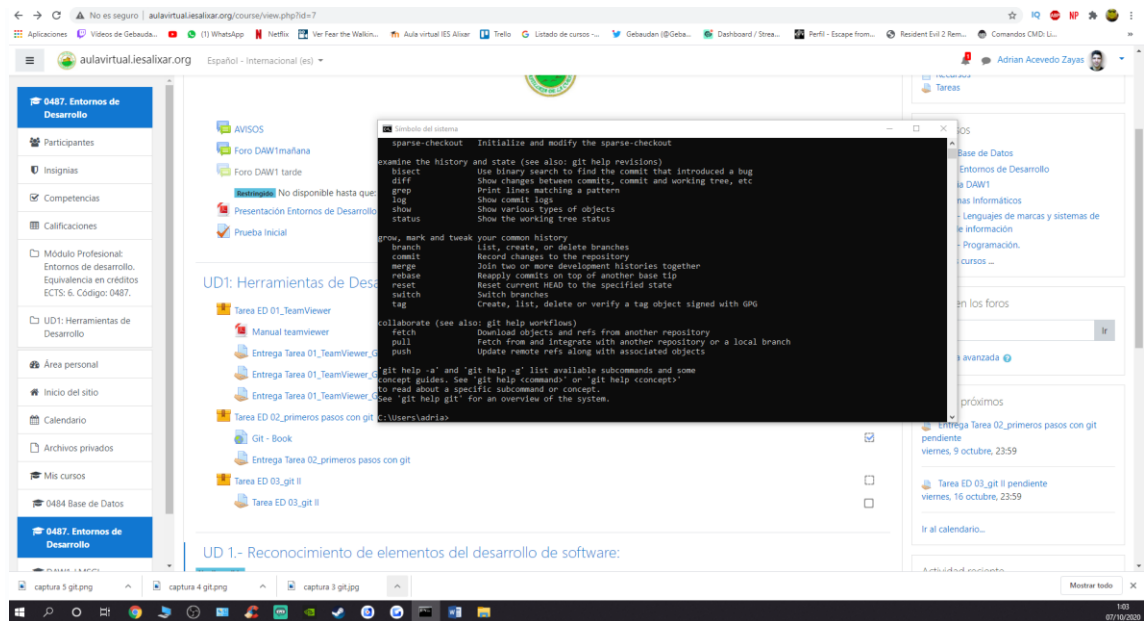 No es seguro | aulavirtual.iesalixar.org/course/view.php?id=7
IQ
NP
Aplicaciones
Vídeos de Gebauda...
(1) WhatsApp
Netflix
Ver Fear the Walkin...
Aula virtual IES Alixar
Trello
Listado de cursos -...
Gebaudan (@Geba...
Dashboard / Strea...
Perfil - Escape from...
Resident Evil 2 Rem...
Comandos CMD: Li...
»
aulavirtual.iesalixar.org
Español - Internacional (es)
Adrian Acevedo Zayas
0487. Entornos de
Desarrollo
Participantes
Insignias
Competencias
Calificaciones
Módulo Profesional:
Entornos de desarrollo.
Equivalencia en créditos
ECTS: 6. Código: 0487.
UD1: Herramientas de
Desarrollo
Área personal
Inicio del sitio
Calendario
Archivos privados
Mis cursos
0484 Base de Datos
0487. Entornos de
Desarrollo
AVISOS
Foro DAW1mañana
Foro DAW1 tarde
Restringido No disponible hasta que:
Presentación Entornos de Desarrollo
Prueba Inicial
UD1: Herramientas de Desa
Tarea ED 01_TeamViewer
Manual teamviewer
Entrega Tarea 01_TeamViewer_G
Entrega Tarea 01_TeamViewer_G
Entrega Tarea 01_TeamViewer_G
Tarea ED 02_primeros pasos con git
Git - Book
Entrega Tarea 02_primeros pasos con git
Tarea ED 03_git II
Tarea ED 03_git II
UD 1.- Reconocimiento de elementos del desarrollo de software:
Símbolo del sistema
sparse-checkout Initialize and modify the sparse-checkout
examine the history and state (see also: git help revisions)
bisect Use binary search to find the commit that introduced a bug
diff Show changes between commits, commit and working tree, etc
grep Print lines matching a pattern
log Show commit logs
show Show various types of objects
status Show the working tree status
grow, mark and tweak your common history
branch List, create, or delete branches
commit Record changes to the repository
merge Join two or more development histories together
rebase Reapply commits on top of another base tip
reset Reset current HEAD to the specified state
switch Switch branches
tag Create, list, delete or verify a tag object signed with GPG
collaborate (see also: git help workflows)
fetch Download objects and refs from another repository
pull Fetch from and integrate with another repository or a local branch
push Update remote refs along with associated objects
'git help -a' and 'git help -g' list available subcommands and some
concept guides. See 'git help <command>' or 'git help <concept>'
to read about a specific subcommand or concept.
See 'git help git' for an overview of the system.
C:\Users\adria>
Tareas
Base de Datos
Entornos de Desarrollo
DAW1
Informáticos
- Lenguajes de marcas y sistemas de
información
- Programación.
cursos ...
en los foros
Ir
avanzada
próximos
Entrega Tarea 02_primeros pasos con git
pendiente
viernes, 9 octubre, 23:59
Tarea ED 03_git II pendiente
viernes, 16 octubre, 23:59
Ir al calendario...
captura 5 git.png
captura 4 git.png
captura 3 git.jpg
Mostrar todo
1:03
07/10/2020